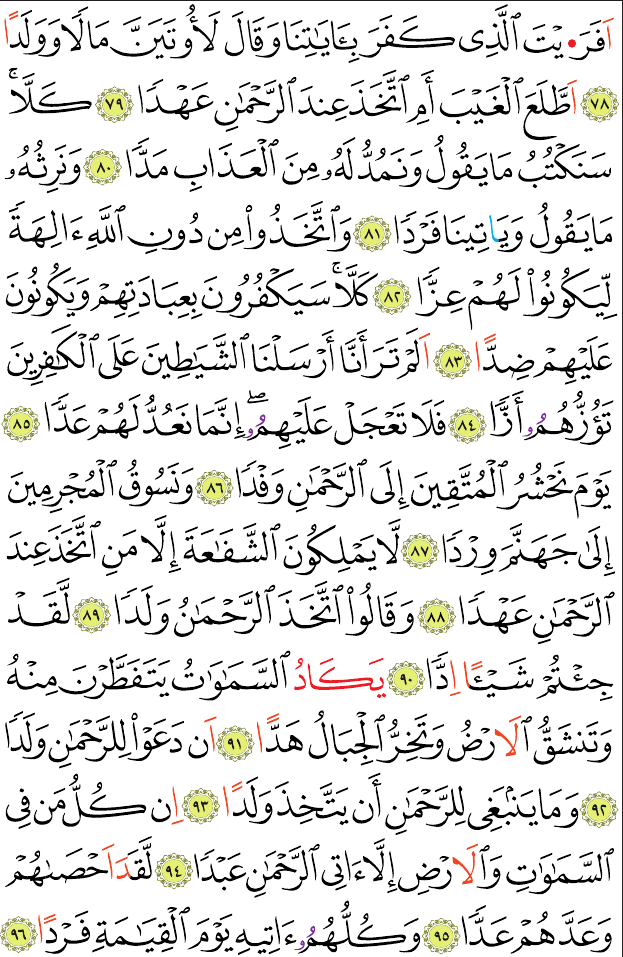 اَفَرَ•يْتَ ٱلَّذِى كَفَرَ بِـَٔايَٰتِنَا وَقَالَ لَأُوتَيَنَّ مَالًا وَوَلَدًا
٧٨ اَطَّلَعَ ٱلْغَيْبَ أَمِ ٱتَّخَذَ عِندَ ٱلرَّحْمَٰنِ عَهْدًا ٧٩ كَلَّاۚ
سَنَكْتُبُ مَا يَقُولُ وَنَمُدُّ لَهُۥ مِنَ ٱلْعَذَابِ مَدًّا ٨٠ وَنَرِثُهُۥ
مَا يَقُولُ وَيَاتِينَا فَرْدًا ٨١ وَٱتَّخَذُوا۟ مِن دُونِ ٱللَّهِ ءَالِهَةً
لِّيَكُونُوا۟ لَهُمْ عِزًّا ٨٢ كَلَّاۚ سَيَكْفُرُونَ بِعِبَادَتِهِمْ وَيَكُونُونَ
عَلَيْهِمْ ضِدًّا ٨٣ اَلَمْ تَرَ أَنَّا أَرْسَلْنَا ٱلشَّيَٰطِينَ عَلَى ٱلْكَٰفِرِينَ
تَؤُزُّهُمُۥ أَزًّا ٨٤ فَلَا تَعْجَلْ عَلَيْهِمُۥۖ إِنَّمَا نَعُدُّ لَهُمْ عَدًّا ٨٥
يَوْمَ نَحْشُرُ ٱلْمُتَّقِينَ إِلَى ٱلرَّحْمَٰنِ وَفْدًا ٨٦ وَنَسُوقُ ٱلْمُجْرِمِينَ
إِلَىٰ جَهَنَّمَ وِرْدًا ٨٧ لَّا يَمْلِكُونَ ٱلشَّفَٰعَةَ إِلَّا مَنِ ٱتَّخَذَ عِندَ
ٱلرَّحْمَٰنِ عَهْدًا ٨٨ وَقَالُوا۟ ٱتَّخَذَ ٱلرَّحْمَٰنُ وَلَدًا ٨٩ لَّقَدْ
جِئْتُمْ شَيْـًٔا اِدًّا ٩٠ يَكَادُ ٱلسَّمَٰوَٰتُ يَتَفَطَّرْنَ مِنْهُ
وَتَنشَقُّ ٱلَارْضُ وَتَخِرُّ ٱلْجِبَالُ هَدًّا ٩١ اَن دَعَوْا۟ لِلرَّحْمَٰنِ وَلَدًا
٩٢ وَمَا يَنۢبَغِى لِلرَّحْمَٰنِ أَن يَتَّخِذَ وَلَدًا ٩٣ اِن كُلُّ مَن فِى
ٱلسَّمَٰوَٰتِ وَٱلَارْضِ إِلَّا ءَاتِى ٱلرَّحْمَٰنِ عَبْدًا ٩٤ لَّقَدَ اَحْصَىٰهُمْ
وَعَدَّهُمْ عَدًّا ٩٥ وَكُلُّهُمُۥ ءَاتِيهِ يَوْمَ ٱلْقِيَٰمَةِ فَرْدًا ٩٦